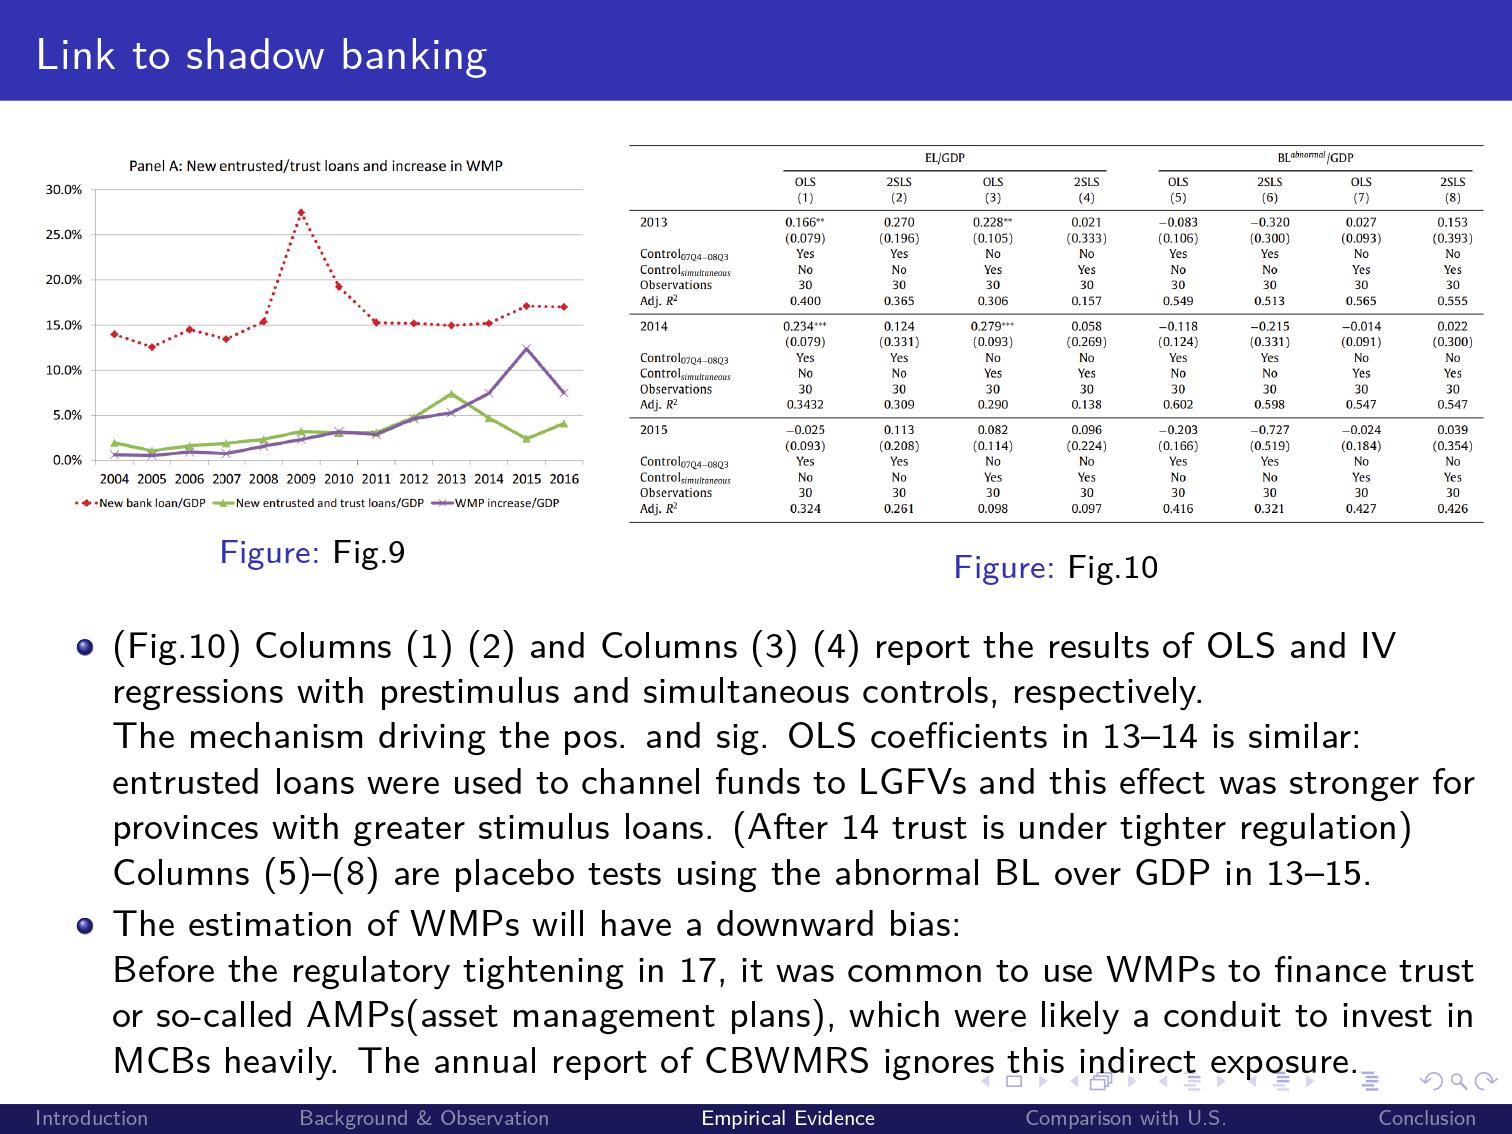 Link to shadow banking
Panel A: New entrusted/trust loans and increase in WMP
30.0%
25.0%
20.0%
15.0%
10.0%
5.0%
0.0%
2004 2005 2006 2007 2008 2009 2010 2011 2012 2013 2014 2015 2016
New bank loan/GDP New entrusted and trust loans/GDP WMP increase/GDP
Figure: Fig.9
EL/GDP BL^abnormal/GDP
OLS 2SLS OLS 2SLS OLS 2SLS OLS 2SLS
(1) (2) (3) (4) (5) (6) (7) (8)
2013 0.166** 0.270 0.228** 0.021 −0.083 −0.320 0.027 0.153
(0.079) (0.196) (0.105) (0.333) (0.106) (0.300) (0.093) (0.393)
Control07Q4−08Q3 Yes Yes No No Yes Yes No No
Controlsimultaneous No No Yes Yes No No Yes Yes
Observations 30 30 30 30 30 30 30 30
Adj. R² 0.400 0.365 0.306 0.157 0.549 0.513 0.565 0.555
2014 0.234*** 0.124 0.279*** 0.058 −0.118 −0.215 −0.014 0.022
(0.079) (0.331) (0.093) (0.269) (0.124) (0.331) (0.091) (0.300)
Control07Q4−08Q3 Yes Yes No No Yes Yes No No
Controlsimultaneous No No Yes Yes No No Yes Yes
Observations 30 30 30 30 30 30 30 30
Adj. R² 0.3432 0.309 0.290 0.138 0.602 0.598 0.547 0.547
2015 −0.025 0.113 0.082 0.096 −0.203 −0.727 −0.024 0.039
(0.093) (0.208) (0.114) (0.224) (0.166) (0.519) (0.184) (0.354)
Control07Q4−08Q3 Yes Yes No No Yes Yes No No
Controlsimultaneous No No Yes Yes No No Yes Yes
Observations 30 30 30 30 30 30 30 30
Adj. R² 0.324 0.261 0.098 0.097 0.416 0.321 0.427 0.426
Figure: Fig.10
(Fig.10) Columns (1) (2) and Columns (3) (4) report the results of OLS and IV
regressions with prestimulus and simultaneous controls, respectively.
The mechanism driving the pos. and sig. OLS coefficients in 13–14 is similar:
entrusted loans were used to channel funds to LGFVs and this effect was stronger for
provinces with greater stimulus loans. (After 14 trust is under tighter regulation)
Columns (5)–(8) are placebo tests using the abnormal BL over GDP in 13–15.
The estimation of WMPs will have a downward bias:
Before the regulatory tightening in 17, it was common to use WMPs to finance trust
or so-called AMPs(asset management plans), which were likely a conduit to invest in
MCBs heavily. The annual report of CBWMRS ignores this indirect exposure.
Introduction Background & Observation Empirical Evidence Comparison with U.S. Conclusion